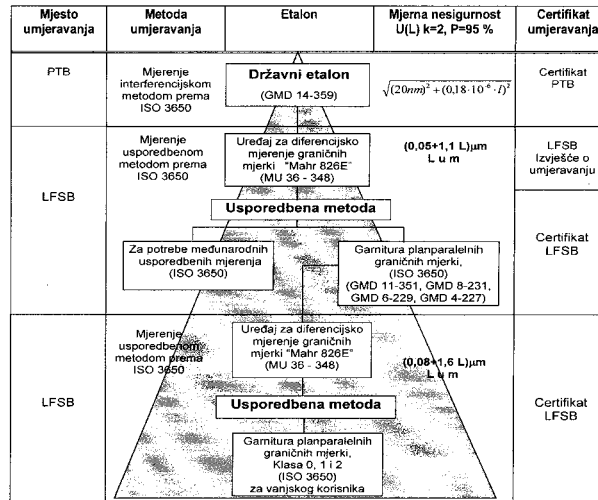 Mjesto
umjeravanja
Metoda
umjeravanja
Etalon
Mjerna nesigurnost
U(L) k=2, P=95 %
Certifikat
umjeravanja
PTB
Mjerenje
interferencijskom
metodom prema
ISO 3650
Državni etalon
(GMD 14-359)
√(20nm)² + (0,18·10⁻⁶·l)²
Certifikat
PTB
LFSB
Mjerenje
usporedbenom
metodom prema
ISO 3650
Uređaj za diferencijsko
mjerenje graničnih
mjerki "Mahr 826E"
(MU 36 - 348)
(0,05+1,1 L)µm
L u m
LFSB
Izvješće o
umjeravanju
Usporedbena metoda
Za potrebe međunarodnih
usporedbenih mjerenja
(ISO 3650)
Garnitura planparalelnih
graničnih mjerki,
(ISO 3650)
(GMD 11-351, GMD 8-231,
GMD 6-229, GMD 4-227)
Certifikat
LFSB
LFSB
Mjerenje
usporedbenom
metodom prema
ISO 3650
Uređaj za diferencijsko
mjerenje graničnih
mjerki "Mahr 826E"
(MU 36 - 348)
(0,08+1,6 L)µm
L u m
Certifikat
LFSB
Usporedbena metoda
Garnitura planparalelnih
graničnih mjerki,
Klasa 0, 1 i 2
(ISO 3650)
za vanjskog korisnika